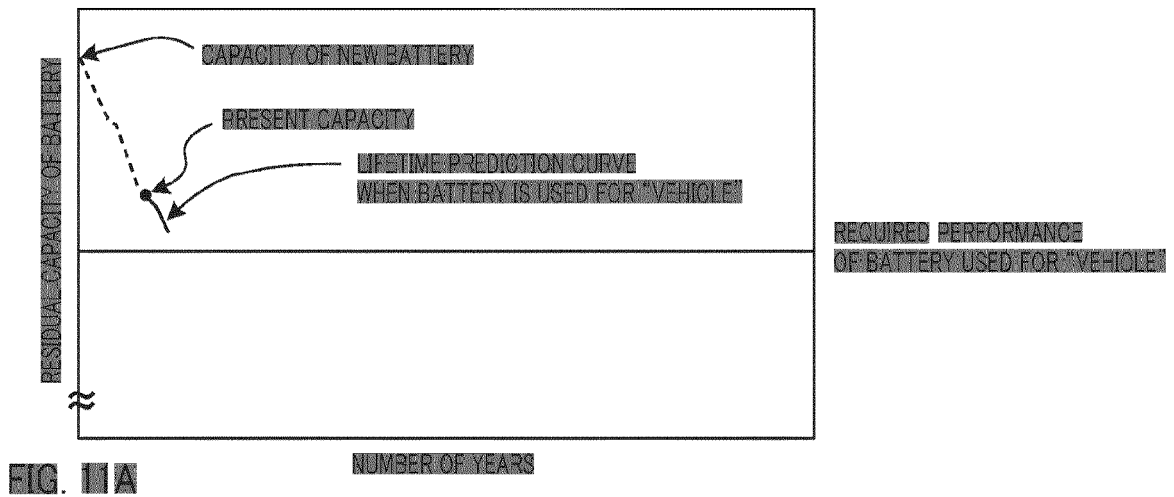 CAPACITY OF NEW BATTERY
PRESENT CAPACITY
LIFETIME PREDICTION CURVE
WHEN BATTERY IS USED FOR "VEHICLE"
REQUIRED PERFORMANCE
OF BATTERY USED FOR "VEHICLE"
RESIDUAL CAPACITY OF BATTERY
NUMBER OF YEARS
FIG. 11A